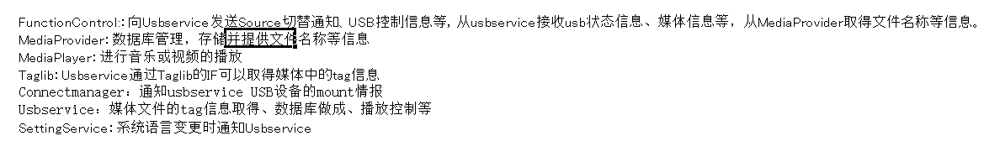 FunctionControl:：向Usbservice发送Source切替通知、USB控制信息等，从usbservice接收usb状态信息、媒体信息等，从MediaProvider取得文件名称等信息。
MediaProvider：数据库管理，存储并提供文件名称等信息
MediaPlayer：进行音乐或视频的播放
Taglib：Usbservice通过Taglib的IF可以取得媒体中的tag信息
Connectmanager：通知usbservice USB设备的mount情报
Usbservice：媒体文件的tag信息取得、数据库做成、播放控制等
SettingService：系统语言变更时通知Usbservice